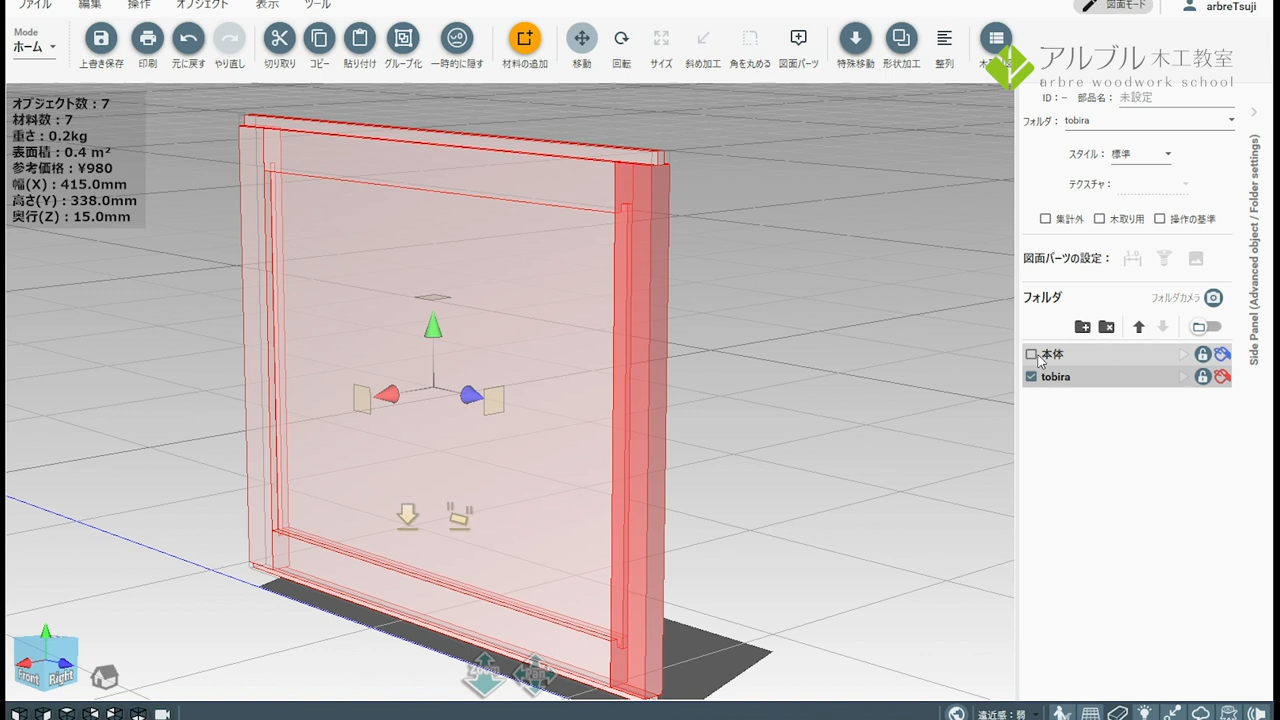 ファイル 編集 操作 オブジェクト 表示 ツール 図面モード arbreTsuji
Mode
ホーム
上書き保存 印刷 元に戻す やり直し 切り取り コピー 貼り付け グループ化 一時的に隠す 材料の追加 移動 回転 サイズ 斜め加工 角を丸める 図面パーツ 特殊移動 形状加工 整列
アルブル木工教室
arbre woodwork school
オブジェクト数：7
材料数：7
重さ：0.2kg
表面積：0.4 m²
参考価格：¥980
幅(X)：415.0mm
高さ(Y)：338.0mm
奥行(Z)：15.0mm
ID：- 部品名： 未設定
フォルダ： tobira
スタイル： 標準
テクスチャ：
集計外 木取り用 操作の基準
図面パーツの設定： 1.0
フォルダ フォルダカメラ
本体
tobira
Side Panel (Advanced object / Folder settings)
Front Right
Zoom Pan
遠近感：弱